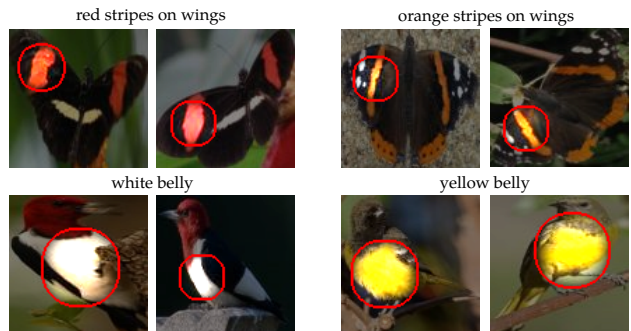 red stripes on wings
orange stripes on wings
white belly
yellow belly